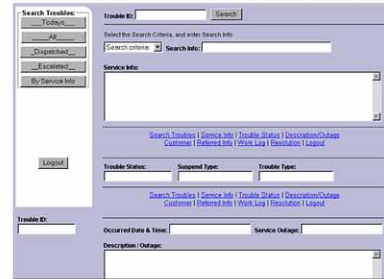 Search Troubles:
__Todays__
____All____
_Dispatched__
__Escalated__
By Service Info
Logout
Trouble ID:
Trouble ID: Search
Select the Search Criteria, and enter Search Info
Search criteria Search Info:
Service Info:
Search Troubles | Service Info | Trouble Status | Description/Outage
Customer | Referred Info | Work Log | Resolution | Logout
Trouble Status: Suspend Type: Trouble Type:
Search Troubles | Service Info | Trouble Status | Description/Outage
Customer | Referred Info | Work Log | Resolution | Logout
Occurred Date & Time: Service Outage:
Description / Outage: